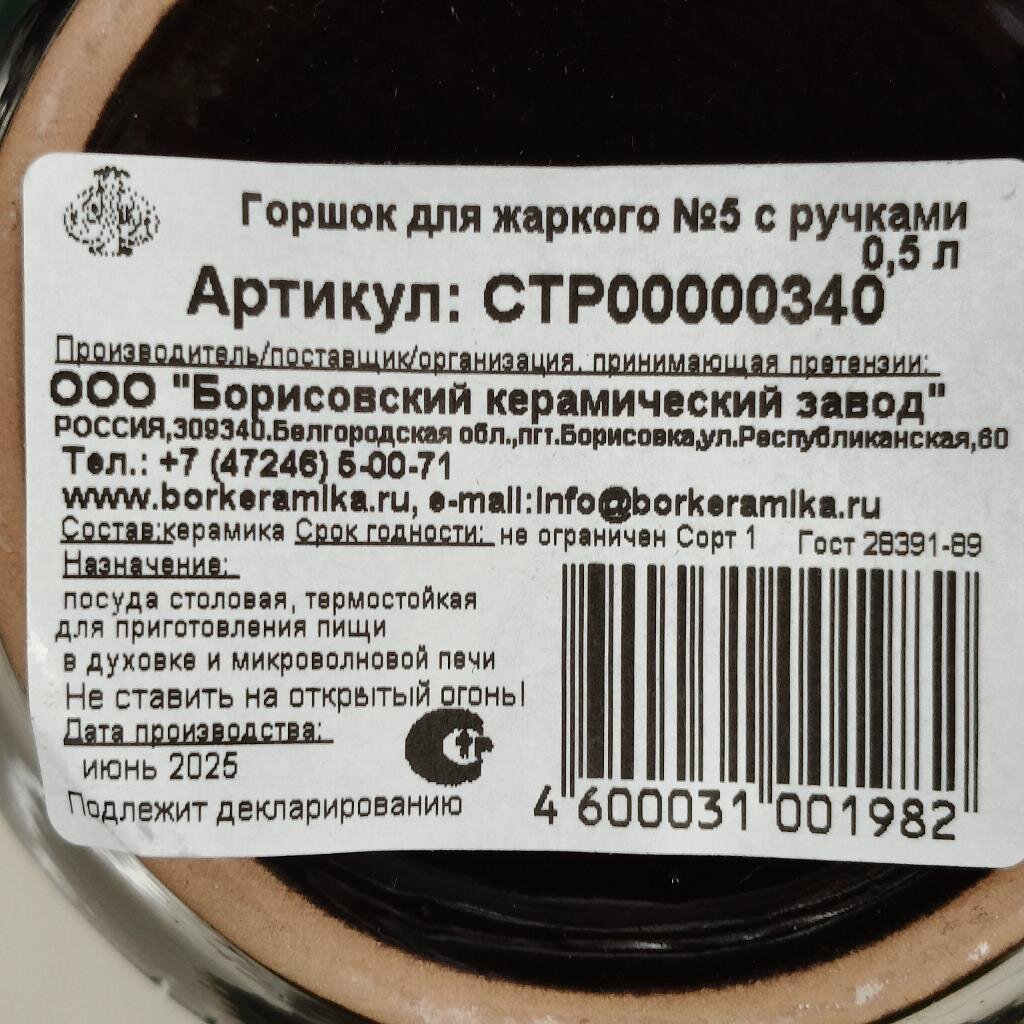 Горшок для жаркого №5 с ручками
0,5 л
Артикул: СТР00000340
Производитель/поставщик/организация, принимающая претензии:
ООО "Борисовский керамический завод"
РОССИЯ,309340.Белгородская обл.,пгт.Борисовка,ул.Республиканская,60
Тел.: +7 (47246) 5-00-71
www.borkeramika.ru, e-mail:info@borkeramika.ru
Состав:керамика Срок годности: не ограничен Сорт 1 Гост 28391-89
Назначение:
посуда столовая, термостойкая
для приготовления пищи
в духовке и микроволновой печи
Не ставить на открытый огонь!
Дата производства:
июнь 2025
Подлежит декларированию
4 600031 001982